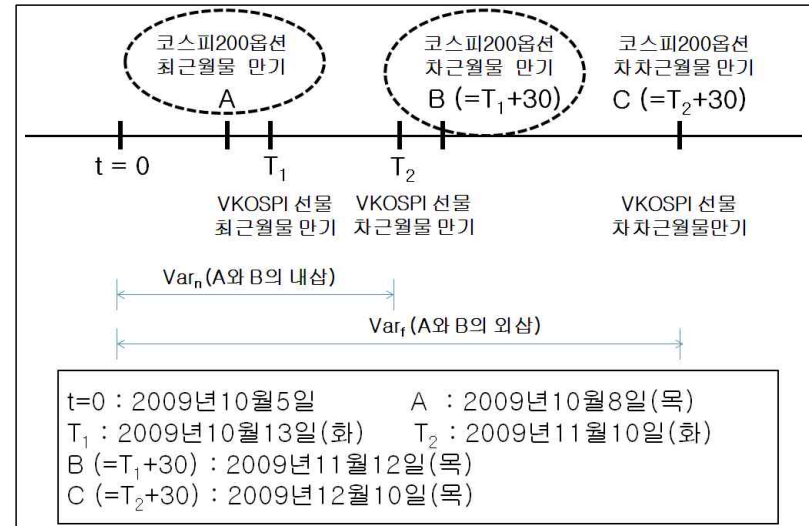 코스피200옵션
최근월물 만기
A
코스피200옵션
차근월물 만기
B (=T₁+30)
코스피200옵션
차차근월물만기
C (=T₂+30)
t = 0
T₁
T₂
VKOSPI 선물
최근월물 만기
VKOSPI 선물
차근월물 만기
VKOSPI 선물
차차근월물만기
Varₙ (A와 B의 내삽)
Var_f (A와 B의 외삽)
t=0 : 2009년10월5일 A : 2009년10월8일(목)
T₁ : 2009년10월13일(화) T₂ : 2009년11월10일(화)
B (=T₁+30) : 2009년11월12일(목)
C (=T₂+30) : 2009년12월10일(목)